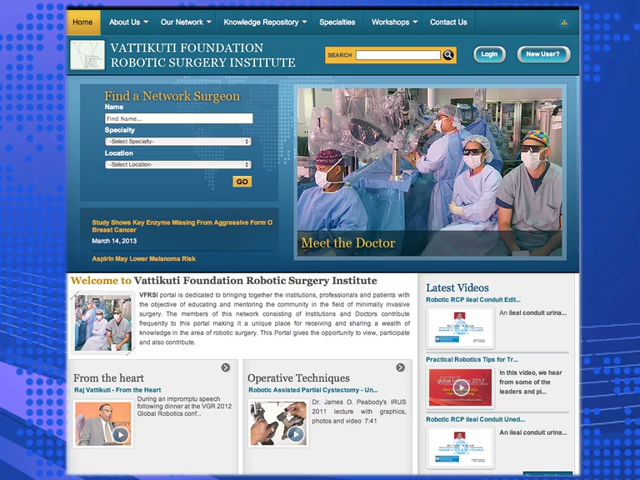 Home About Us Our Network Knowledge Repository Specialties Workshops Contact Us
VATTIKUTI FOUNDATION
ROBOTIC SURGERY INSTITUTE
SEARCH
Login
New User?
Find a Network Surgeon
Name
Find Name...
Specialty
-Select Specialty-
Location
-Select Location-
GO
Study Shows Key Enzyme Missing From Aggressive Form O
Breast Cancer
March 14, 2013
Aspirin May Lower Melanoma Risk
Meet the Doctor
Welcome to Vattikuti Foundation Robotic Surgery Institute
VFRSI portal is dedicated to bringing together the institutions, professionals and patients with
the objective of educating and mentoring the community in the field of minimally invasive
surgery. The members of this network consisting of Institutions and Doctors contribute
frequently to this portal making it a unique place for receiving and sharing a wealth of
knowledge in the area of robotic surgery. This Portal gives the opportunity to view, participate
and also contribute.
From the heart
Raj Vattikuti - From the Heart
During an impromptu speech
following dinner at the VGR 2012
Global Robotics conf...
Operative Techniques
Robotic Assisted Partial Cystectomy - Un...
Dr. James O. Peabody's IRUS
2011 lecture with graphics,
photos and video 7:41
Latest Videos
Robotic RCP Ileal Conduit Edit...
An Ileal conduit urina...
Practical Robotics Tips for Tr...
In this video, we hear
from some of the
leaders and pi...
Robotic RCP Ileal Conduit Uned...
An Ileal conduit urina...